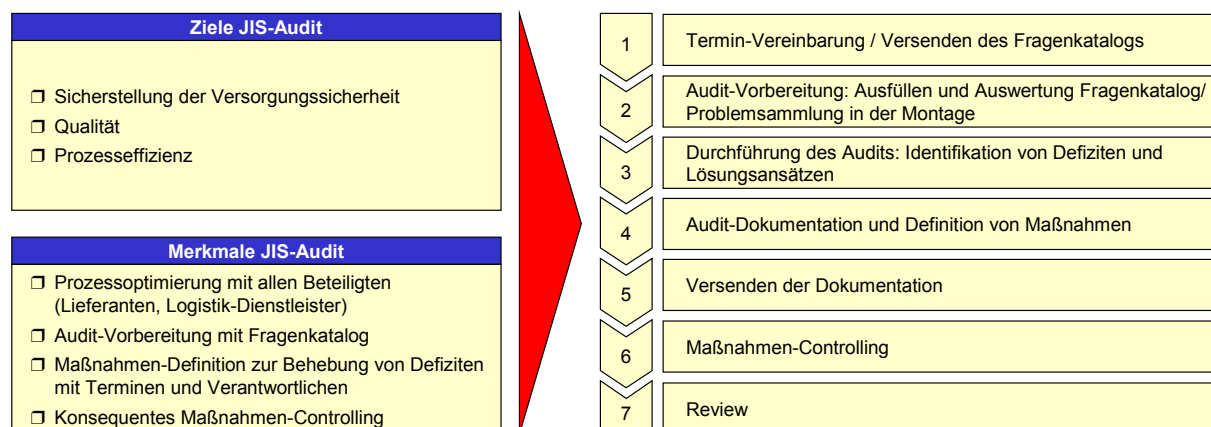 Ziele JIS-Audit
❒ Sicherstellung der Versorgungssicherheit
❒ Qualität
❒ Prozesseffizienz
Merkmale JIS-Audit
❒ Prozessoptimierung mit allen Beteiligten
(Lieferanten, Logistik-Dienstleister)
❒ Audit-Vorbereitung mit Fragenkatalog
❒ Maßnahmen-Definition zur Behebung von Defiziten
mit Terminen und Verantwortlichen
❒ Konsequentes Maßnahmen-Controlling
1 Termin-Vereinbarung / Versenden des Fragenkatalogs
2 Audit-Vorbereitung: Ausfüllen und Auswertung Fragenkatalog/
Problemsammlung in der Montage
3 Durchführung des Audits: Identifikation von Defiziten und
Lösungsansätzen
4 Audit-Dokumentation und Definition von Maßnahmen
5 Versenden der Dokumentation
6 Maßnahmen-Controlling
7 Review